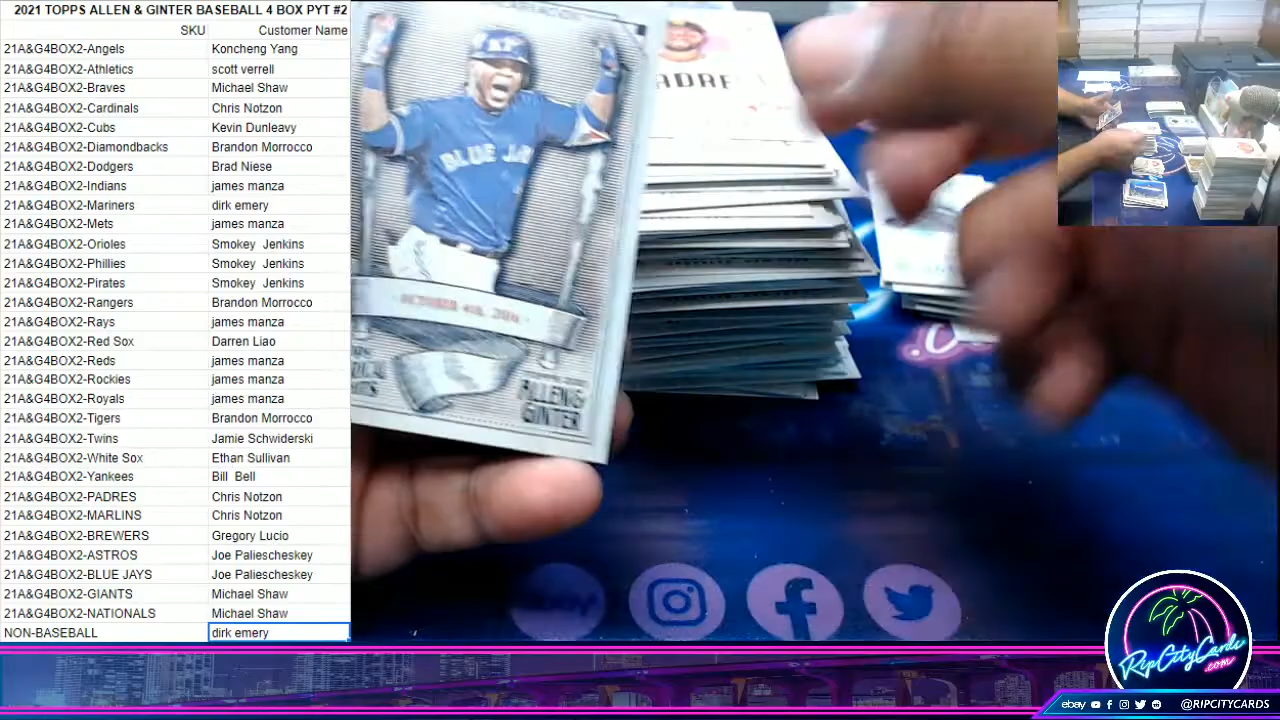 2021 TOPPS ALLEN & GINTER BASEBALL 4 BOX PYT #2
SKU Customer Name
21A&G4BOX2-Angels Koncheng Yang
21A&G4BOX2-Athletics scott verrell
21A&G4BOX2-Braves Michael Shaw
21A&G4BOX2-Cardinals Chris Notzon
21A&G4BOX2-Cubs Kevin Dunleavy
21A&G4BOX2-Diamondbacks Brandon Morrocco
21A&G4BOX2-Dodgers Brad Niese
21A&G4BOX2-Indians james manza
21A&G4BOX2-Mariners dirk emery
21A&G4BOX2-Mets james manza
21A&G4BOX2-Orioles Smokey  Jenkins
21A&G4BOX2-Phillies Smokey  Jenkins
21A&G4BOX2-Pirates Smokey  Jenkins
21A&G4BOX2-Rangers Brandon Morrocco
21A&G4BOX2-Rays james manza
21A&G4BOX2-Red Sox Darren Liao
21A&G4BOX2-Reds james manza
21A&G4BOX2-Rockies james manza
21A&G4BOX2-Royals james manza
21A&G4BOX2-Tigers Brandon Morrocco
21A&G4BOX2-Twins Jamie Schwiderski
21A&G4BOX2-White Sox Ethan Sullivan
21A&G4BOX2-Yankees Bill  Bell
21A&G4BOX2-PADRES Chris Notzon
21A&G4BOX2-MARLINS Chris Notzon
21A&G4BOX2-BREWERS Gregory Lucio
21A&G4BOX2-ASTROS Joe Paliescheskey
21A&G4BOX2-BLUE JAYS Joe Paliescheskey
21A&G4BOX2-GIANTS Michael Shaw
21A&G4BOX2-NATIONALS Michael Shaw
NON-BASEBALL dirk emery
BLUE JA
ALLEN &
GINTER
ADRE
RipCityCards
.com
ebay @RIPCITYCARDS